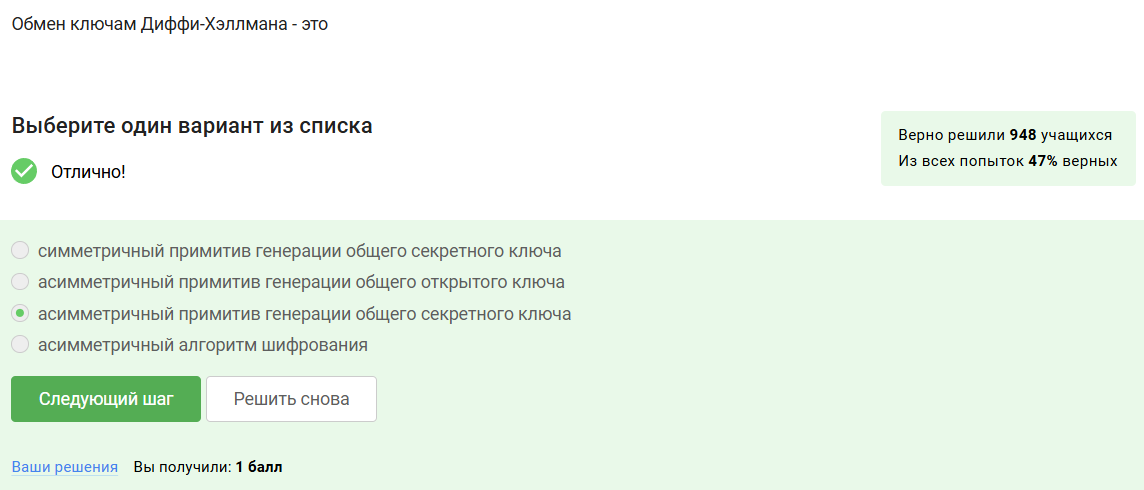 Обмен ключам Диффи-Хэллмана - это
Выберите один вариант из списка
Верно решили 948 учащихся
Из всех попыток 47% верных
Отлично!
симметричный примитив генерации общего секретного ключа
асимметричный примитив генерации общего открытого ключа
асимметричный примитив генерации общего секретного ключа
асимметричный алгоритм шифрования
Следующий шаг Решить снова
Ваши решения Вы получили: 1 балл